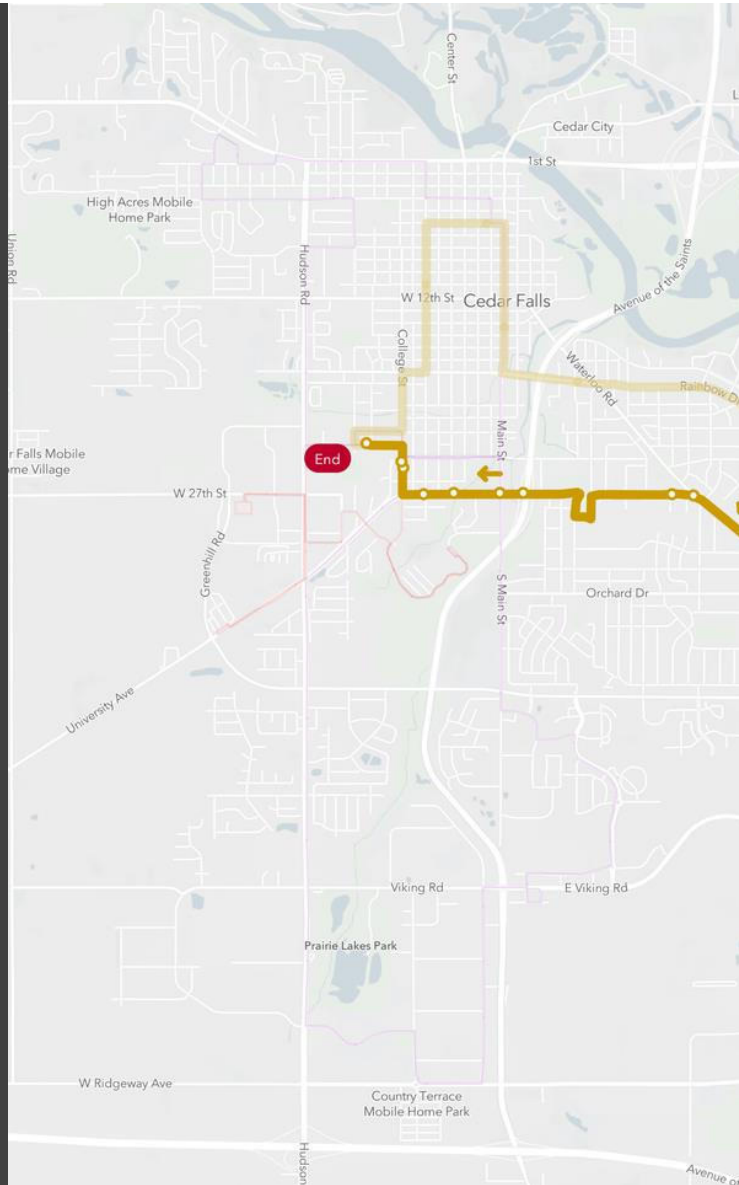 Center St
L
Cedar City
1st St
High Acres Mobile
Home Park
Union Rd
Hudson Rd
Avenue of the Saints
W 12th St
Cedar Falls
College St
Waterloo Rd
Rainbow D
Main St
r Falls Mobile
ome Village
End
W 27th St
Greenhill Rd
S Main St
Orchard Dr
University Ave
Viking Rd
E Viking Rd
Prairie Lakes Park
W Ridgeway Ave
Country Terrace
Mobile Home Park
Hudson
Avenue o